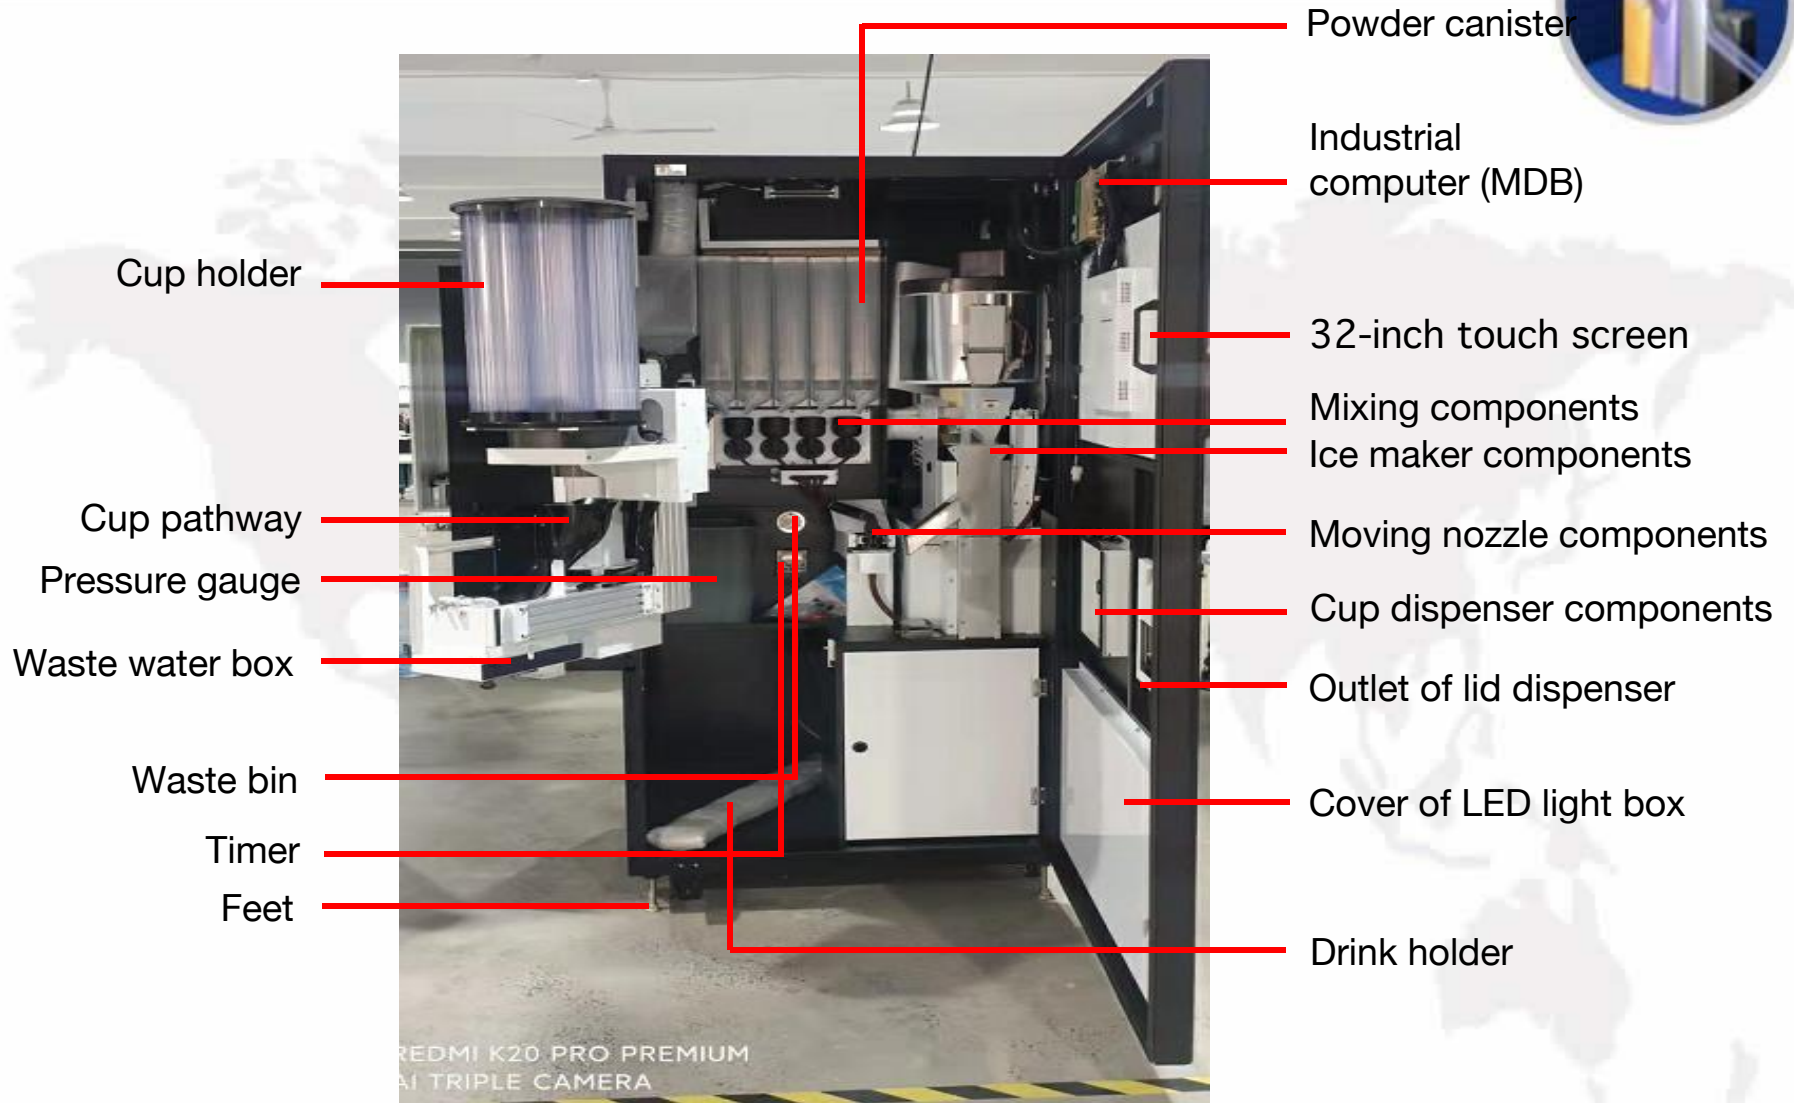 Powder canister
Industrial
computer (MDB)
Cup holder
32-inch touch screen
Mixing components
Ice maker components
Cup pathway
Moving nozzle components
Pressure gauge
Cup dispenser components
Waste water box
Outlet of lid dispenser
Waste bin
Cover of LED light box
Timer
Feet
Drink holder
REDMI K20 PRO PREMIUM
AI TRIPLE CAMERA